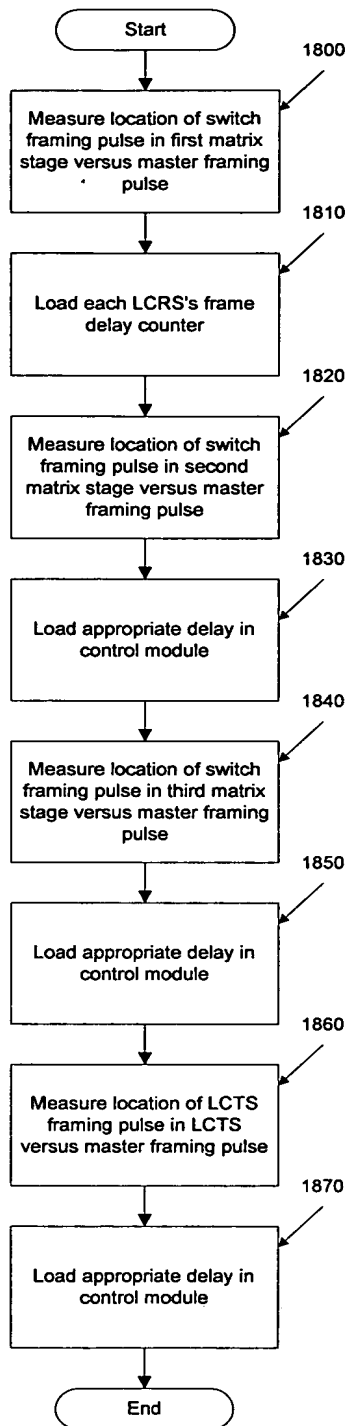 Start
1800
Measure location of switch
framing pulse in first matrix
stage versus master framing
pulse
1810
Load each LCRS's frame
delay counter
1820
Measure location of switch
framing pulse in second
matrix stage versus master
framing pulse
1830
Load appropriate delay in
control module
1840
Measure location of switch
framing pulse in third matrix
stage versus master framing
pulse
1850
Load appropriate delay in
control module
1860
Measure location of LCTS
framing pulse in LCTS
versus master framing pulse
1870
Load appropriate delay in
control module
End